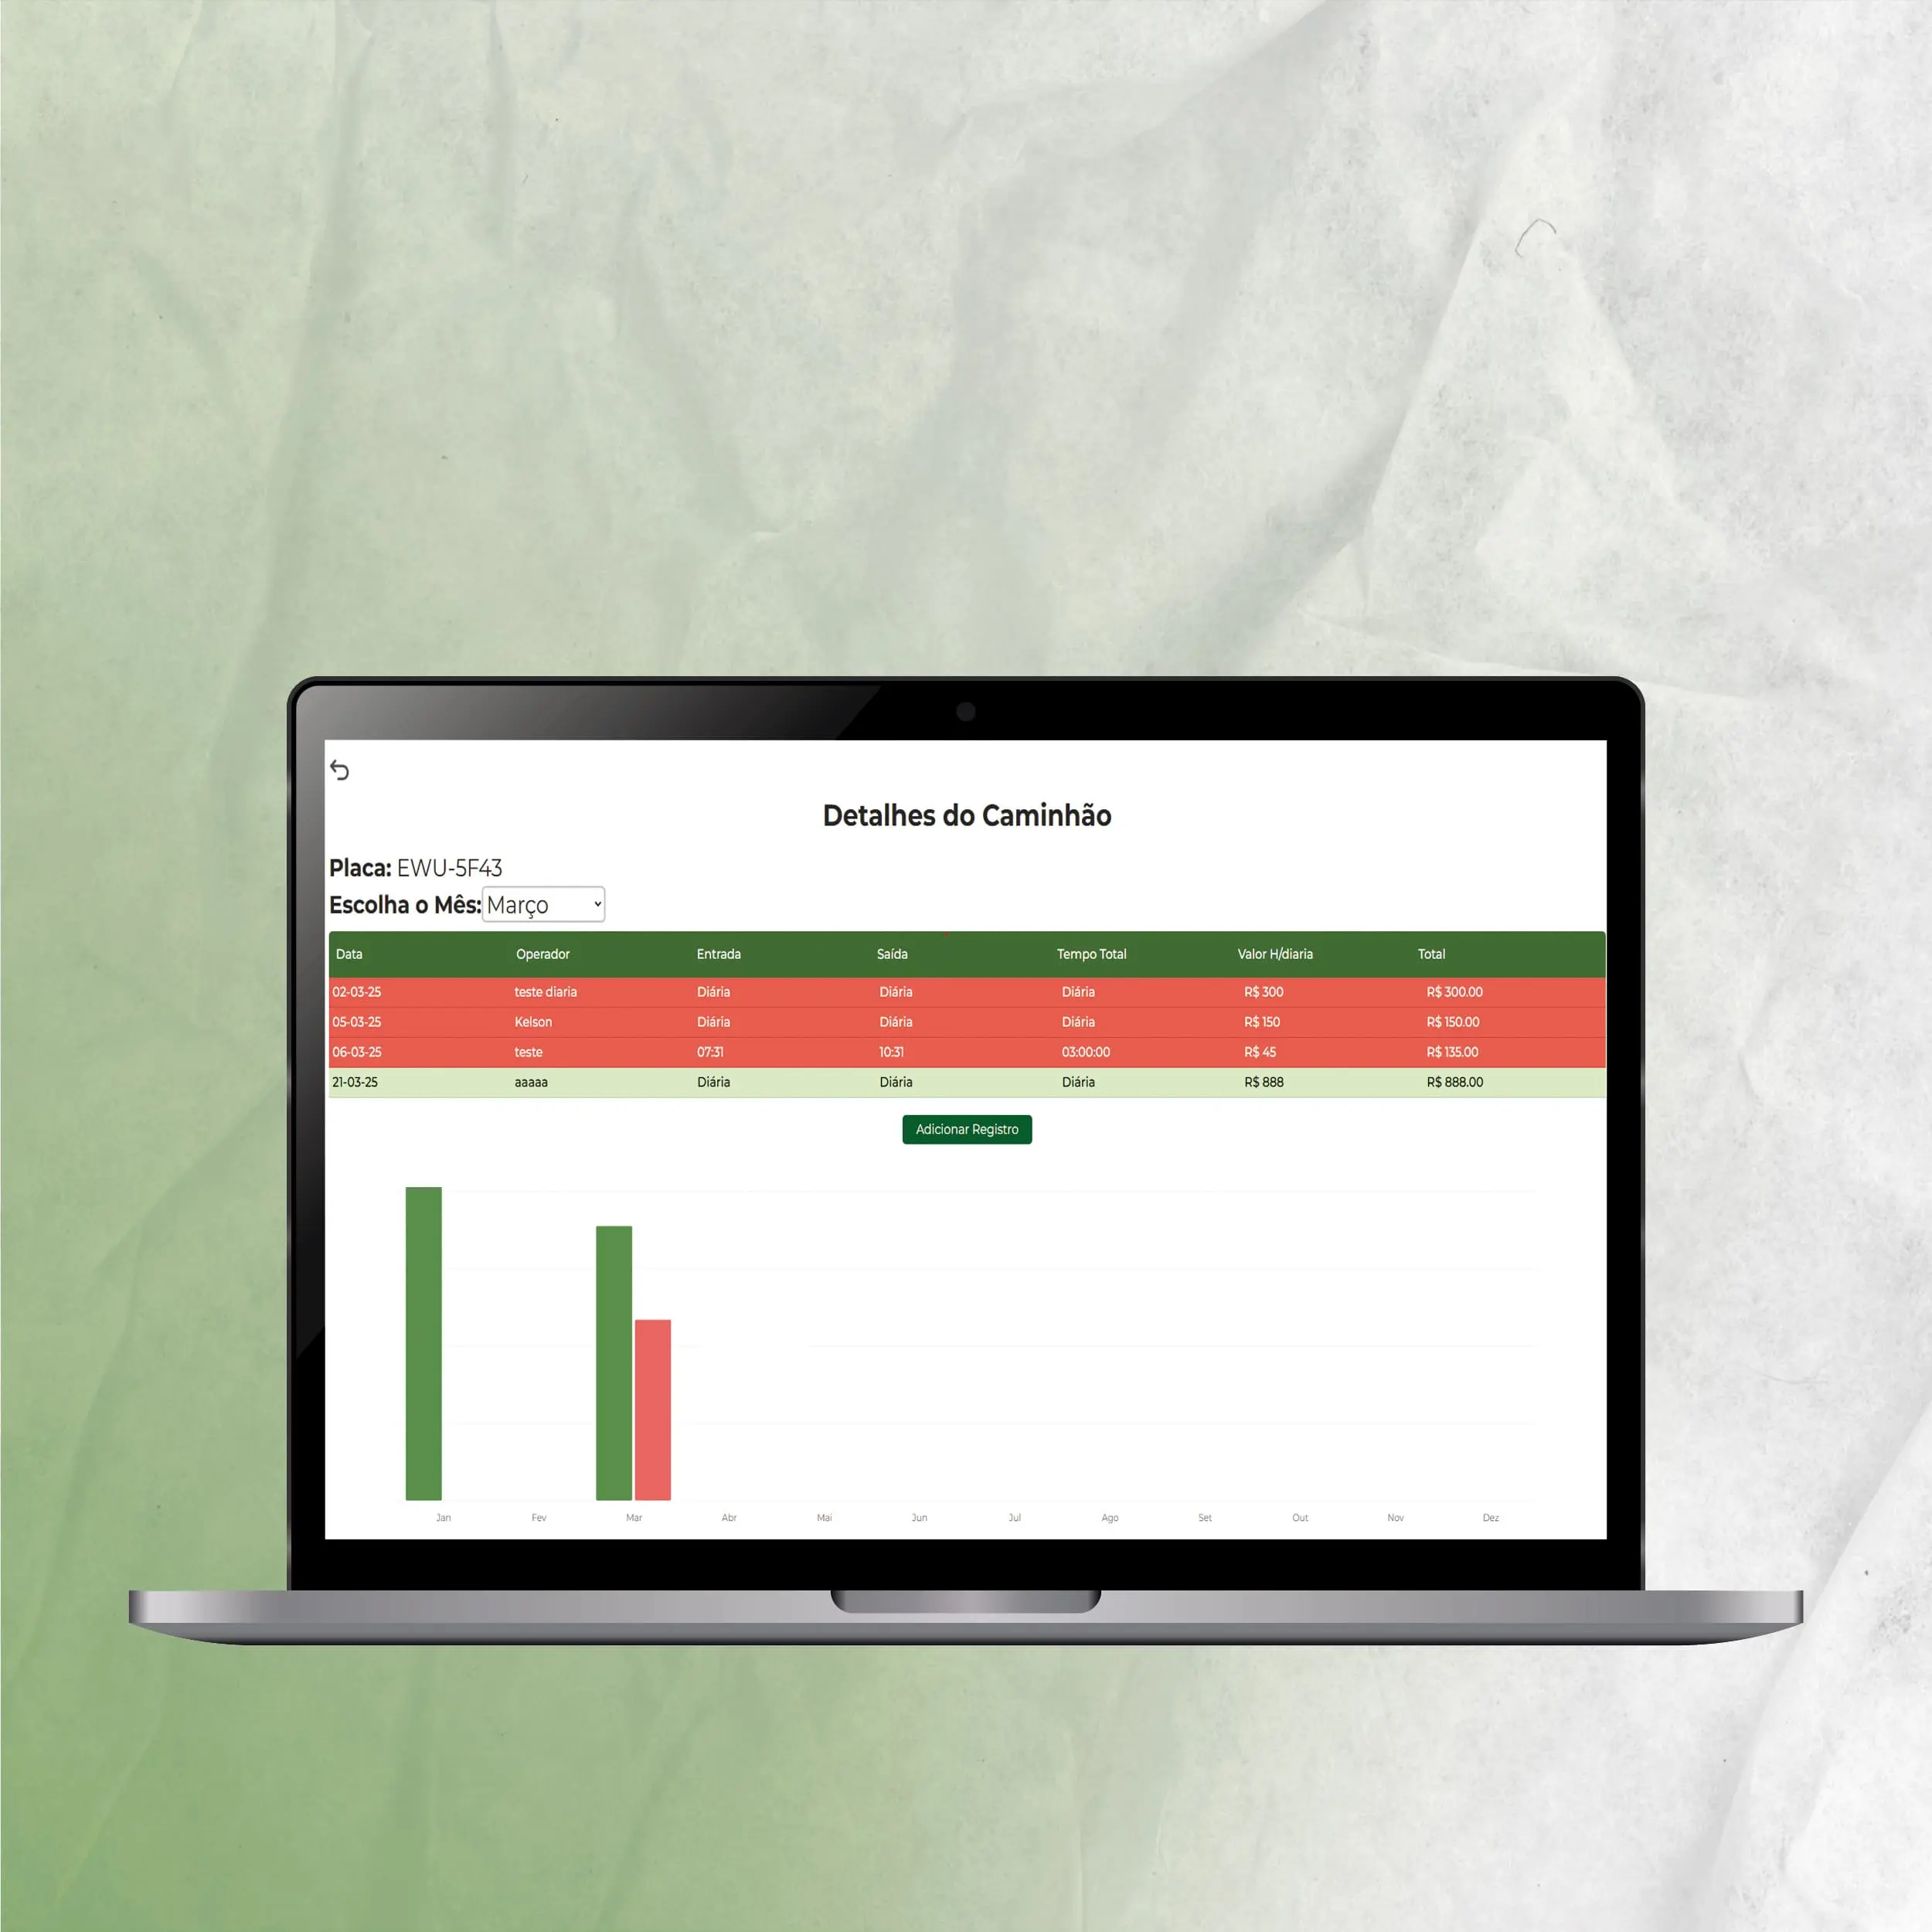 Detalhes do Caminhão
Placa: EWU-5F43
Escolha o Mês: Março
Data Operador Entrada Saída Tempo Total Valor H/diaria Total
02-03-25 teste diaria Diária Diária Diária R$ 300 R$ 300.00
05-03-25 Kelson Diária Diária Diária R$ 150 R$ 150.00
06-03-25 teste 07:31 10:31 03:00:00 R$ 45 R$ 135.00
21-03-25 aaaaa Diária Diária Diária R$ 888 R$ 888.00
Adicionar Registro
Jan Fev Mar Abr Mai Jun Jul Ago Set Out Nov Dez